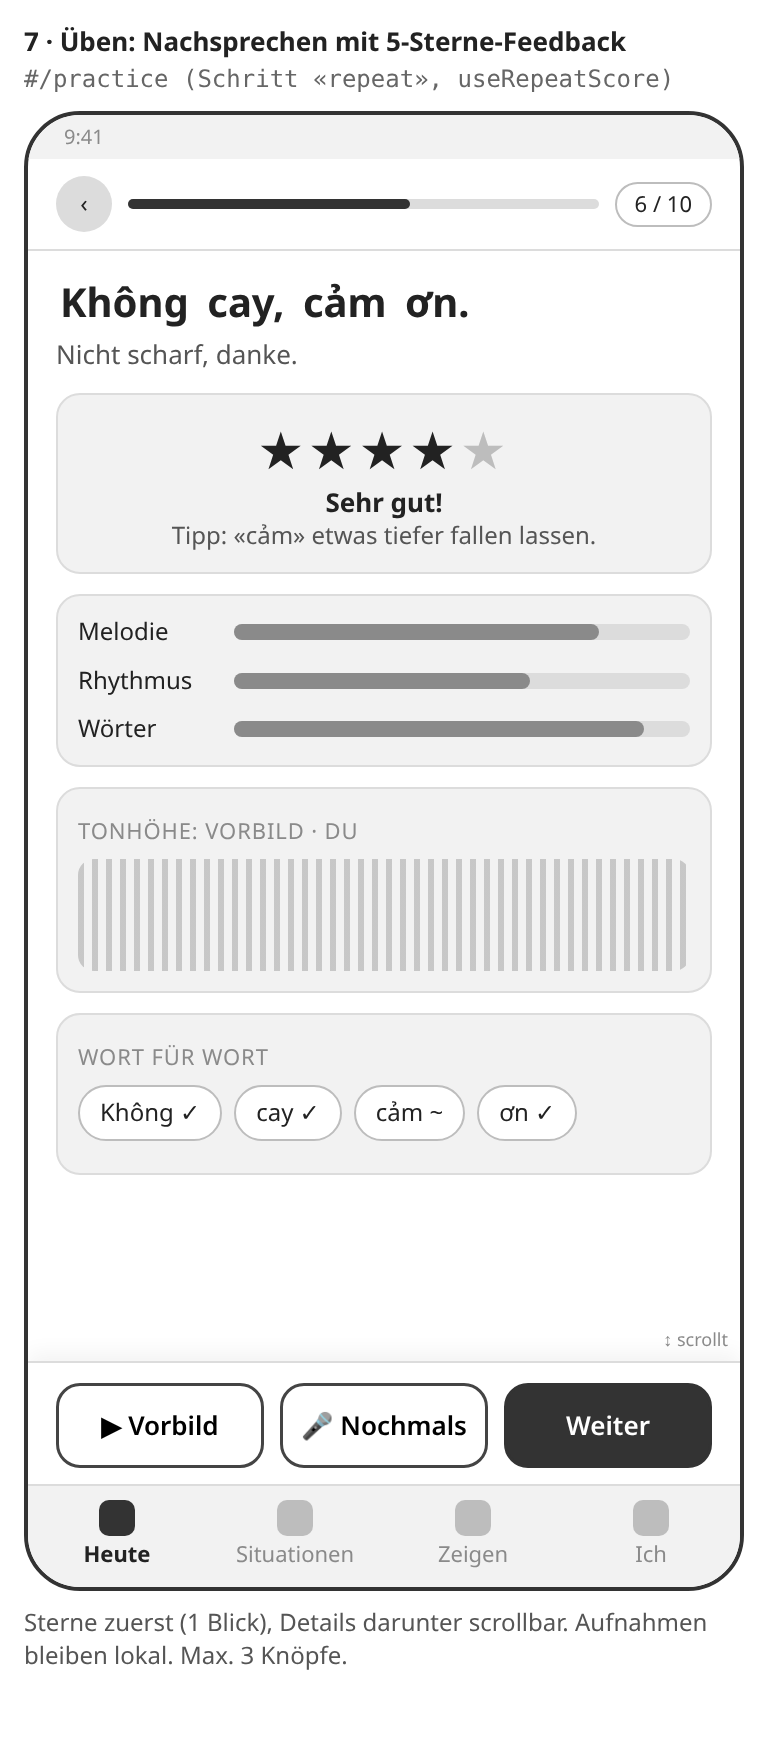 7 · Üben: Nachsprechen mit 5-Sterne-Feedback
#/practice (Schritt «repeat», useRepeatScore)
9:41
‹
6 / 10
Không cay, cảm ơn.
Nicht scharf, danke.
★★★★★
Sehr gut!
Tipp: «cảm» etwas tiefer fallen lassen.
Melodie
Rhythmus
Wörter
TONHÖHE: VORBILD · DU
WORT FÜR WORT
Không ✓ cay ✓ cảm ~ ơn ✓
↕ scrollt
▶ Vorbild 🎤 Nochmals Weiter
Heute Situationen Zeigen Ich
Sterne zuerst (1 Blick), Details darunter scrollbar. Aufnahmen
bleiben lokal. Max. 3 Knöpfe.